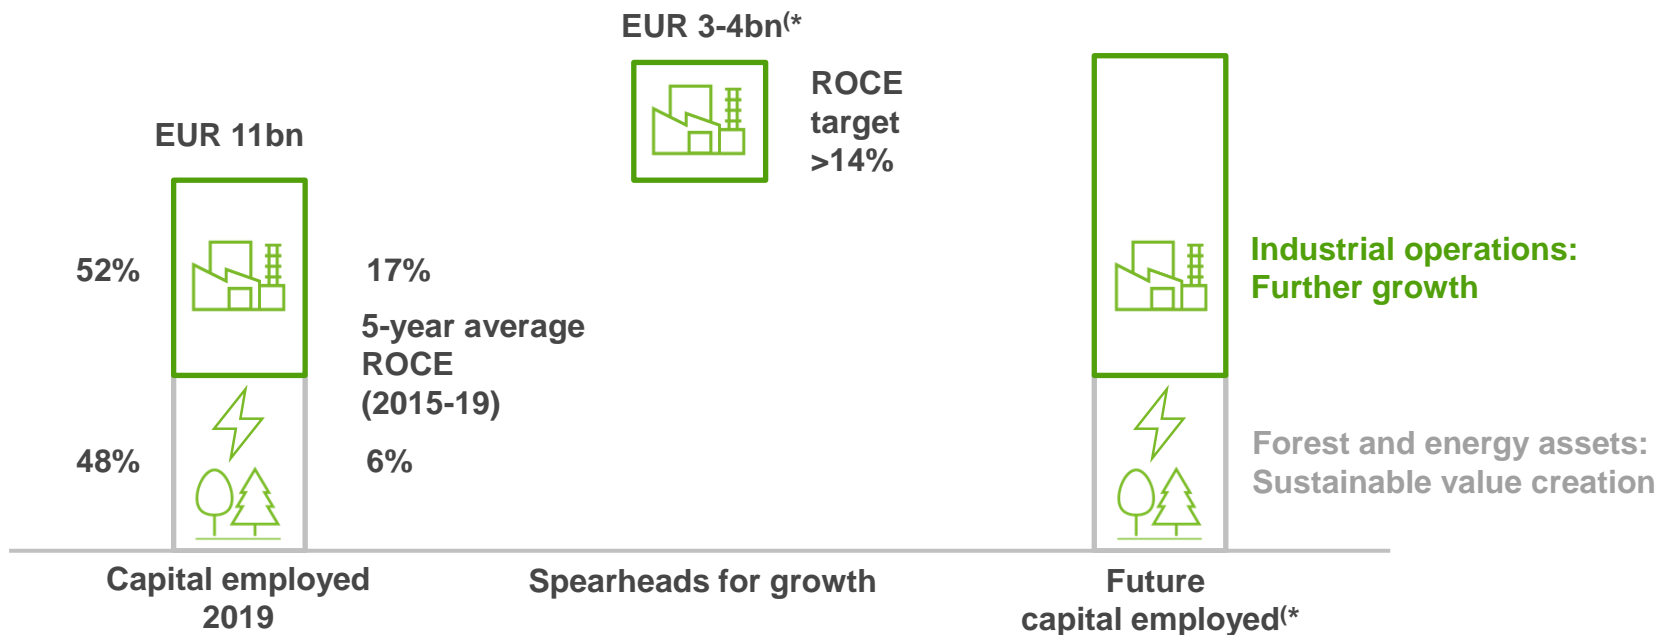 EUR 3-4bn(*
ROCE
target
>14%
EUR 11bn
52%
17%
5-year average
ROCE
(2015-19)
48%
6%
Industrial operations:
Further growth
Forest and energy assets:
Sustainable value creation
Capital employed
2019
Spearheads for growth
Future
capital employed(*